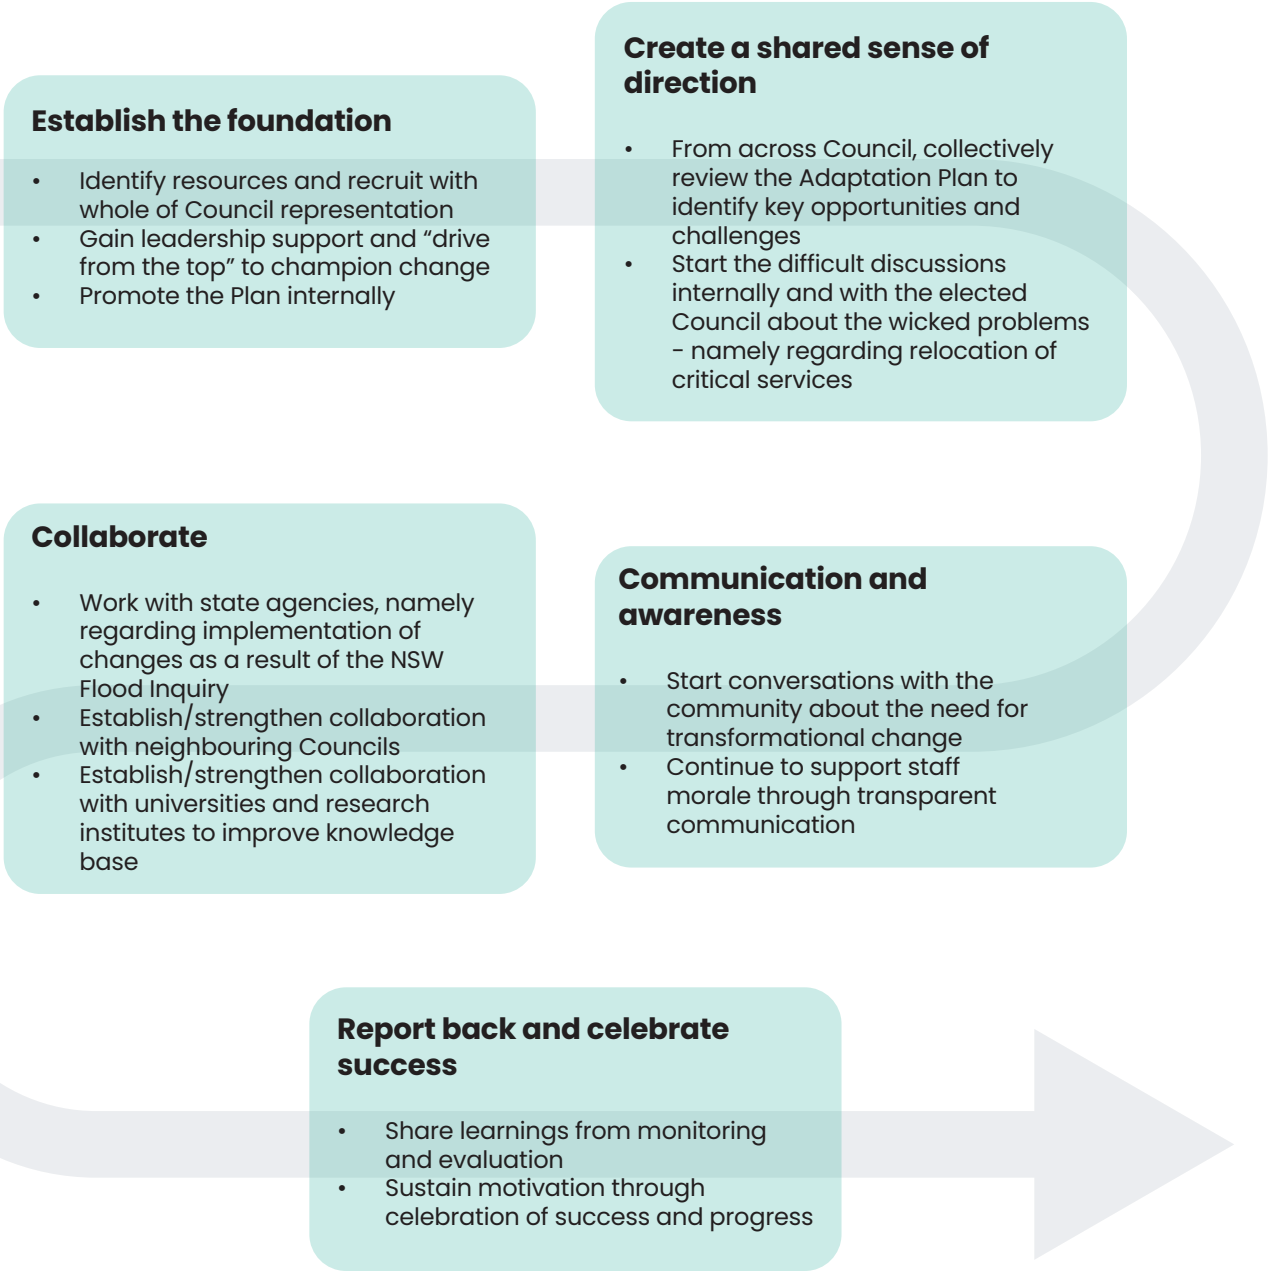 Establish the foundation
• Identify resources and recruit with
whole of Council representation
• Gain leadership support and “drive
from the top” to champion change
• Promote the Plan internally
Create a shared sense of
direction
• From across Council, collectively
review the Adaptation Plan to
identify key opportunities and
challenges
• Start the difficult discussions
internally and with the elected
Council about the wicked problems
- namely regarding relocation of
critical services
Communication and
awareness
• Start conversations with the
community about the need for
transformational change
• Continue to support staff
morale through transparent
communication
Collaborate
• Work with state agencies, namely
regarding implementation of
changes as a result of the NSW
Flood Inquiry
• Establish/strengthen collaboration
with neighbouring Councils
• Establish/strengthen collaboration
with universities and research
institutes to improve knowledge
base
Report back and celebrate
success
• Share learnings from monitoring
and evaluation
• Sustain motivation through
celebration of success and progress